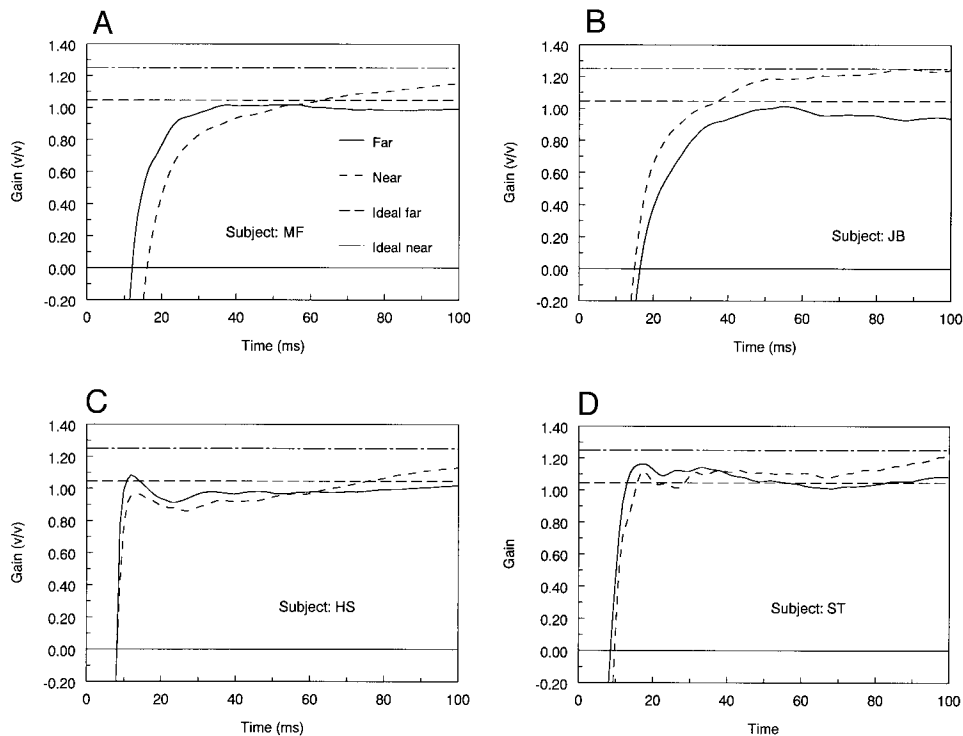 A
1.40
1.20
1.00
0.80
0.60
0.40
0.20
0.00
-0.20
Gain (v/v)
Far
Near
Ideal far
Ideal near
Subject: MF
0 20 40 60 80 100
Time (ms)
B
1.40
1.20
1.00
0.80
0.60
0.40
0.20
0.00
-0.20
Gain (v/v)
Subject: JB
0 20 40 60 80 100
Time (ms)
C
1.40
1.20
1.00
0.80
0.60
0.40
0.20
0.00
-0.20
Gain (v/v)
Subject: HS
0 20 40 60 80 100
Time (ms)
D
1.40
1.20
1.00
0.80
0.60
0.40
0.20
0.00
-0.20
Gain
Subject: ST
0 20 40 60 80 100
Time